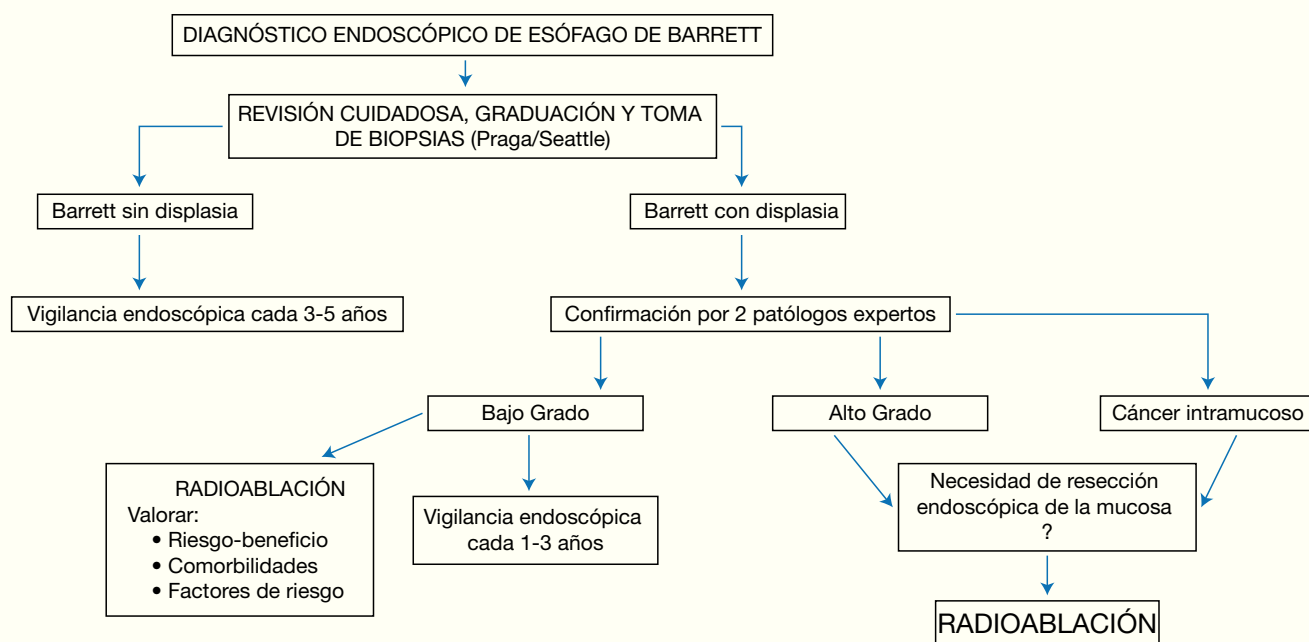 DIAGNÓSTICO ENDOSCÓPICO DE ESÓFAGO DE BARRETT
REVISIÓN CUIDADOSA, GRADUACIÓN Y TOMA
DE BIOPSIAS (Praga/Seattle)
Barrett sin displasia
Barrett con displasia
Vigilancia endoscópica cada 3-5 años
Confirmación por 2 patólogos expertos
Bajo Grado
Alto Grado
Cáncer intramucoso
RADIOABLACIÓN
Valorar:
• Riesgo-beneficio
• Comorbilidades
• Factores de riesgo
Vigilancia endoscópica
cada 1-3 años
Necesidad de resección
endoscópica de la mucosa
?
RADIOABLACIÓN